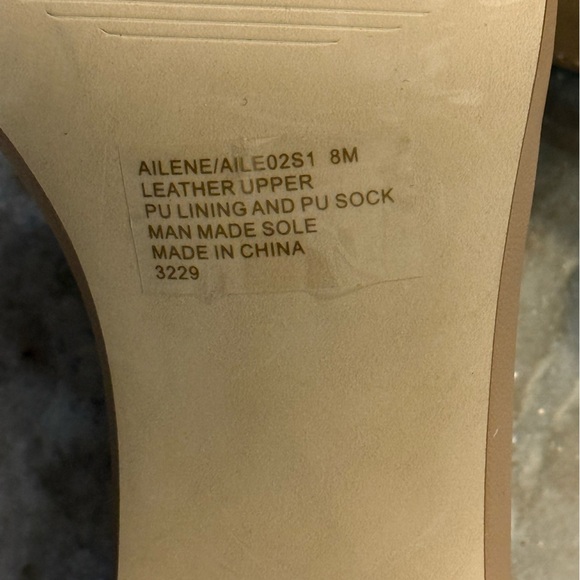 AILENE/AILE02S1 8M
LEATHER UPPER
PU LINING AND PU SOCK
MAN MADE SOLE
MADE IN CHINA
3229